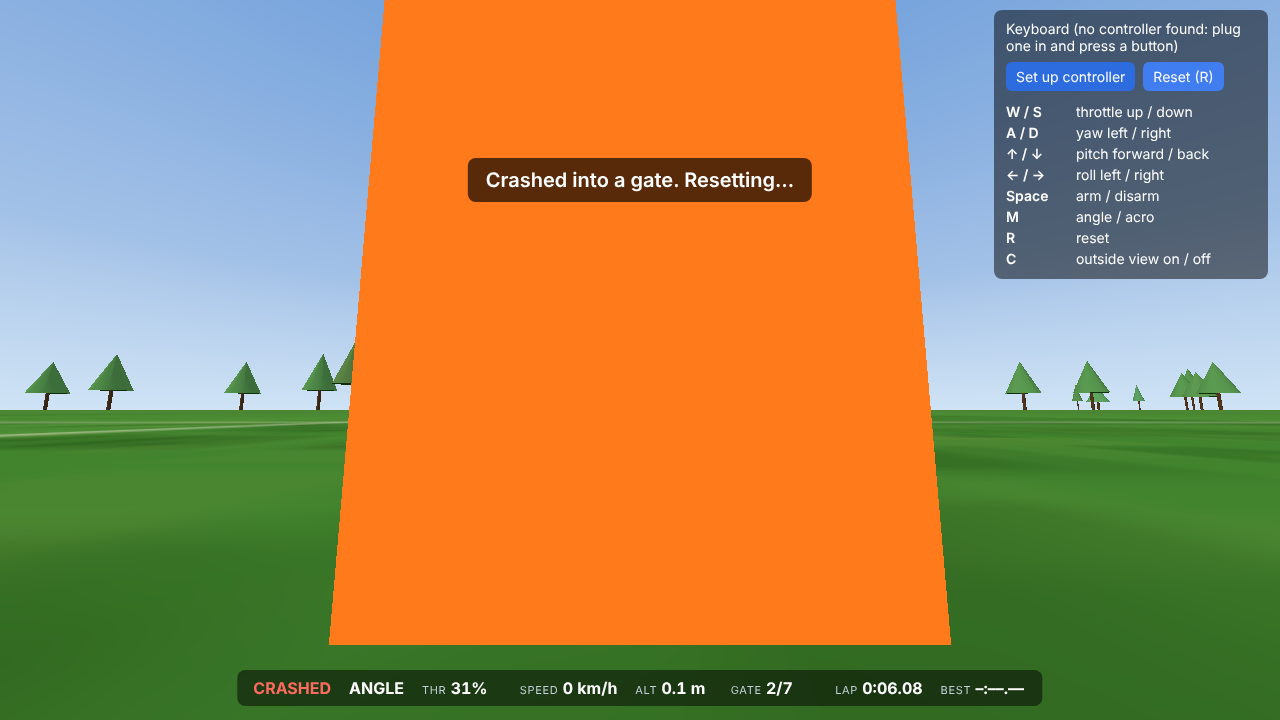 Keyboard (no controller found: plug
one in and press a button)
Set up controller Reset (R)
W / S throttle up / down
A / D yaw left / right
↑ / ↓ pitch forward / back
← / → roll left / right
Space arm / disarm
M angle / acro
R reset
C outside view on / off
Crashed into a gate. Resetting...
CRASHED ANGLE THR 31% SPEED 0 km/h ALT 0.1 m GATE 2/7 LAP 0:06.08 BEST –:––.––